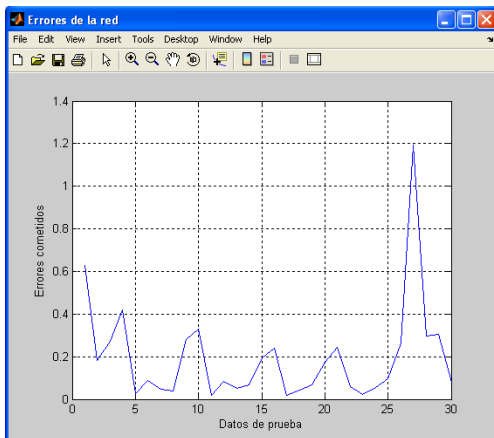 Errores de la red
File Edit View Insert Tools Desktop Window Help
1.4
1.2
1
0.8
0.6
0.4
0.2
0
Errores cometidos
0 5 10 15 20 25 30
Datos de prueba